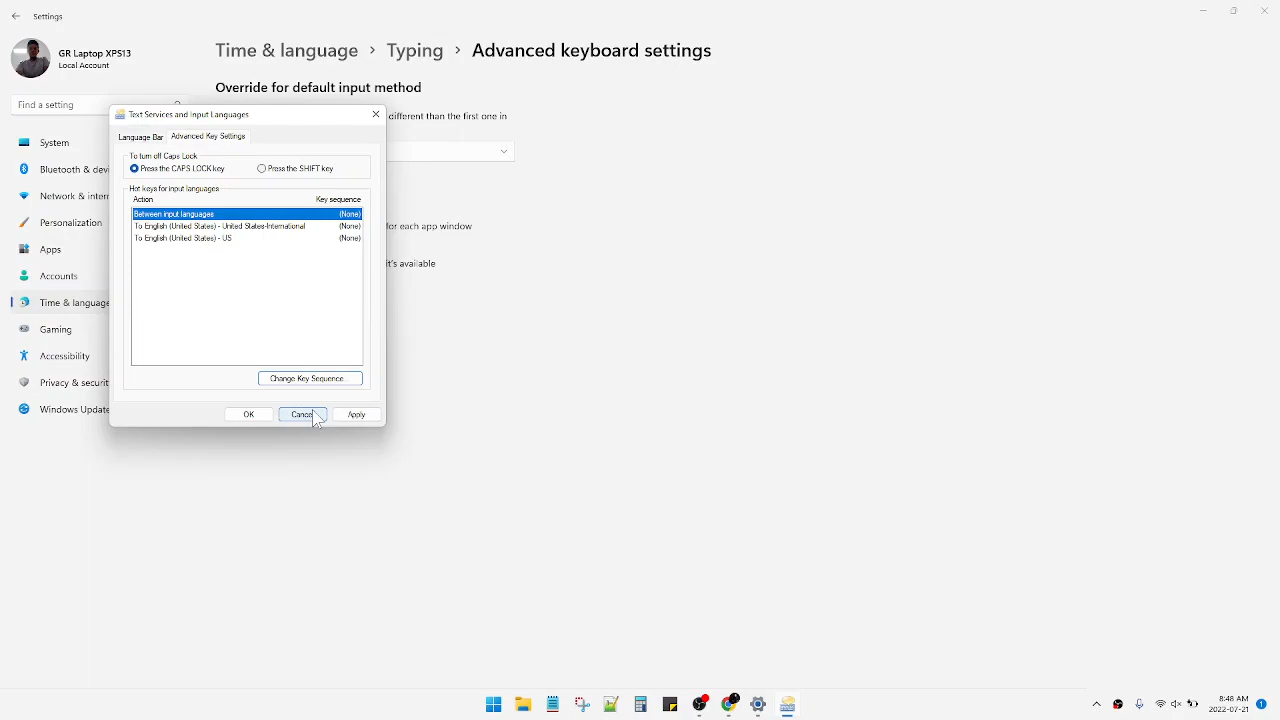 Settings
GR Laptop XPS13
Local Account
Find a setting
System
Bluetooth & devi
Network & intern
Personalization
Apps
Accounts
Time & language
Gaming
Accessibility
Privacy & securit
Windows Update
Time & language > Typing > Advanced keyboard settings
Override for default input method
different than the first one in
for each app window
it's available
Text Services and Input Languages
Language Bar
Advanced Key Settings
To turn off Caps Lock
Press the CAPS LOCK key
Press the SHIFT key
Hot keys for input languages
Action Key sequence
Between input languages (None)
To English (United States) - United States-International (None)
To English (United States) - US (None)
Change Key Sequence...
OK
Cancel
Apply
8:48 AM
2022-07-21
1